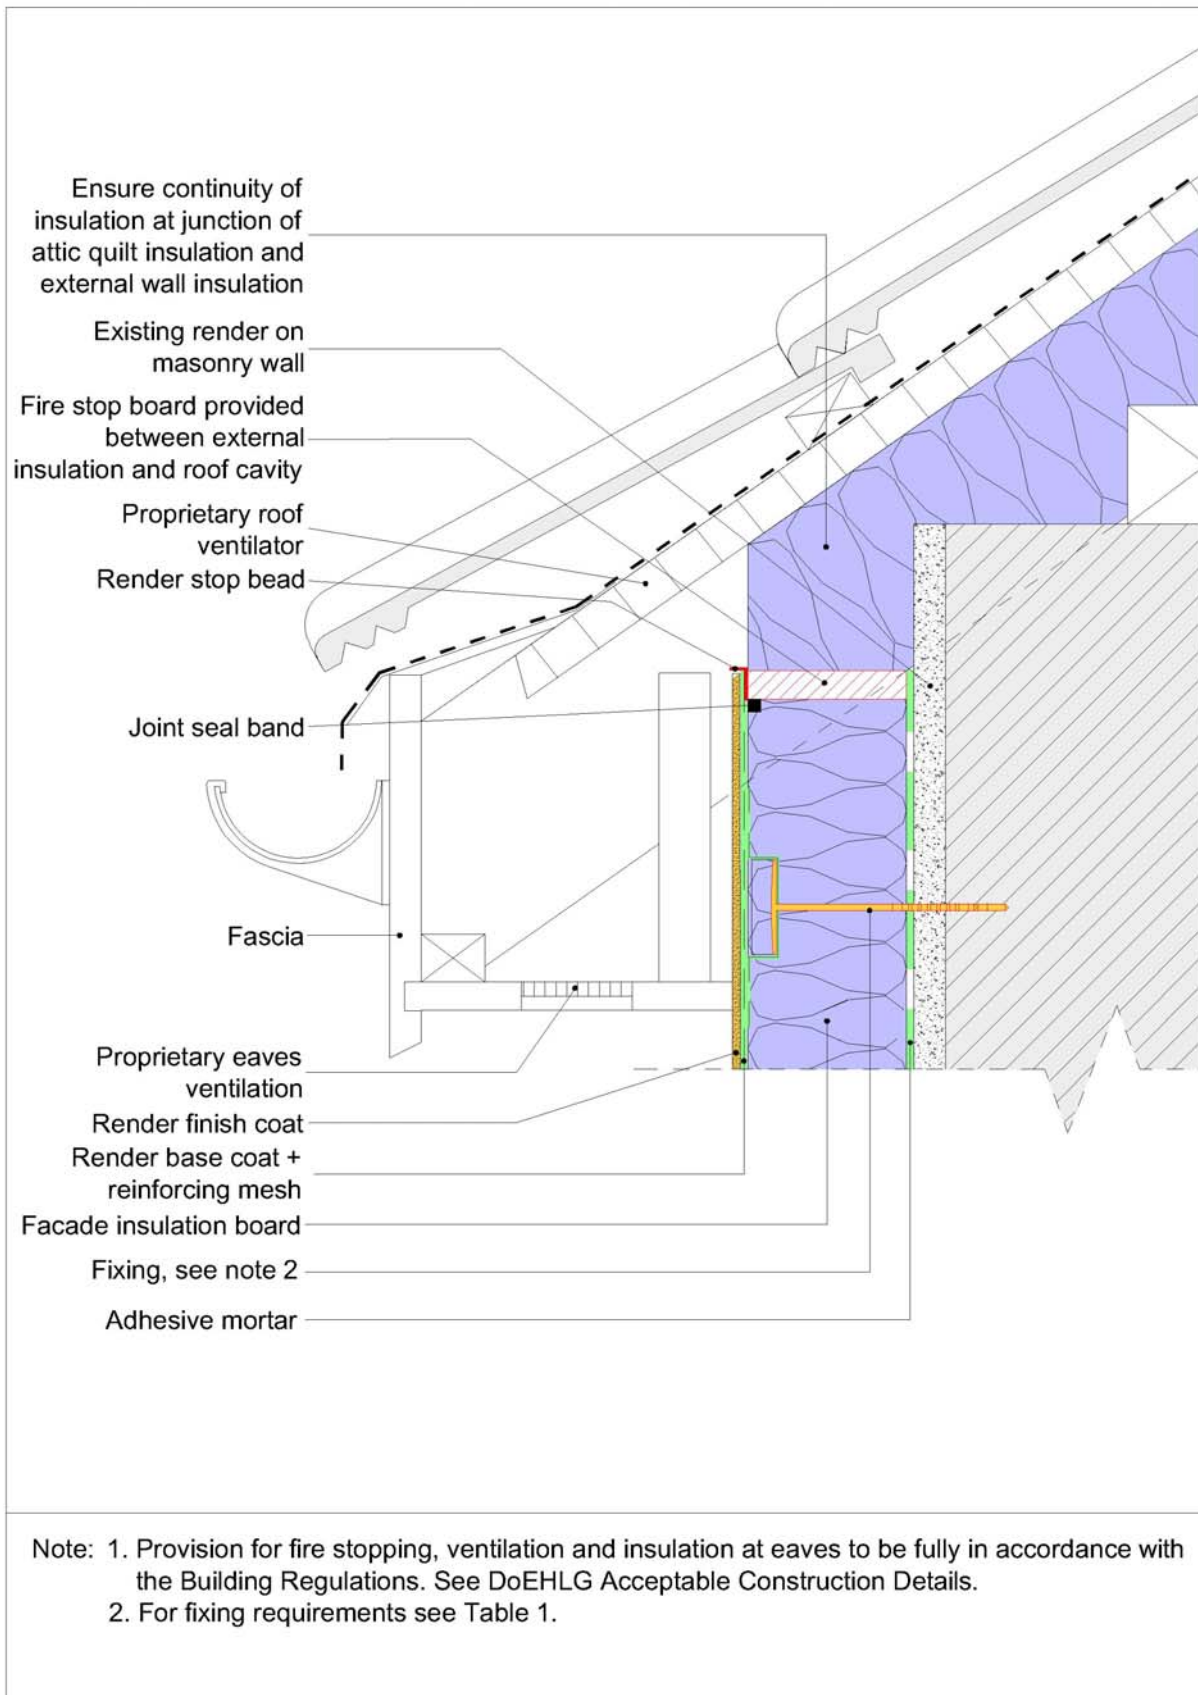 Ensure continuity of
insulation at junction of
attic quilt insulation and
external wall insulation
Existing render on
masonry wall
Fire stop board provided
between external
insulation and roof cavity
Proprietary roof
ventilator
Render stop bead
Joint seal band
Fascia
Proprietary eaves
ventilation
Render finish coat
Render base coat +
reinforcing mesh
Facade insulation board
Fixing, see note 2
Adhesive mortar
Note: 1. Provision for fire stopping, ventilation and insulation at eaves to be fully in accordance with
the Building Regulations. See DoEHLG Acceptable Construction Details.
2. For fixing requirements see Table 1.